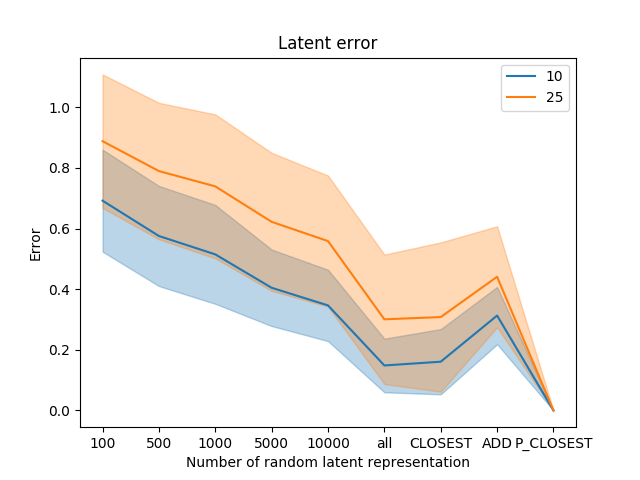 Latent error
10
25
Error
1.0
0.8
0.6
0.4
0.2
0.0
100 500 1000 5000 10000 all CLOSEST ADD P_CLOSEST
Number of random latent representation